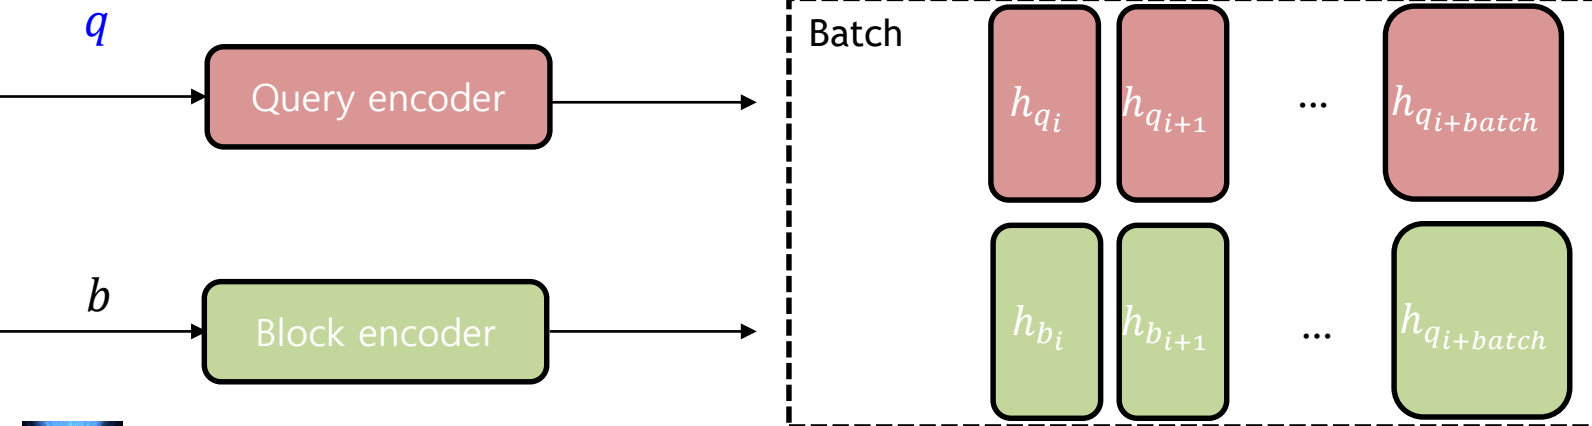 q
Query encoder
Batch
h_{q_i} h_{q_{i+1}} ... h_{q_{i+batch}}
b
Block encoder
h_{b_i} h_{b_{i+1}} ... h_{q_{i+batch}}